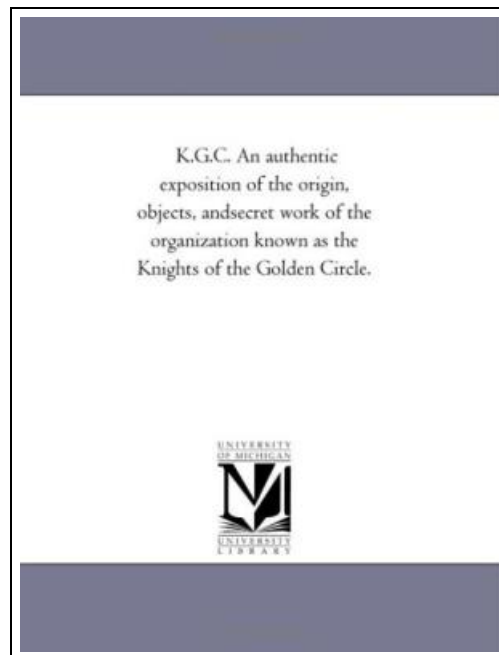 K.G.C. An authentic
exposition of the origin,
objects, andsecret work of the
organization known as the
Knights of the Golden Circle.
UNIVERSITY
OF MICHIGAN
M
UNIVERSITY
LIBRARY